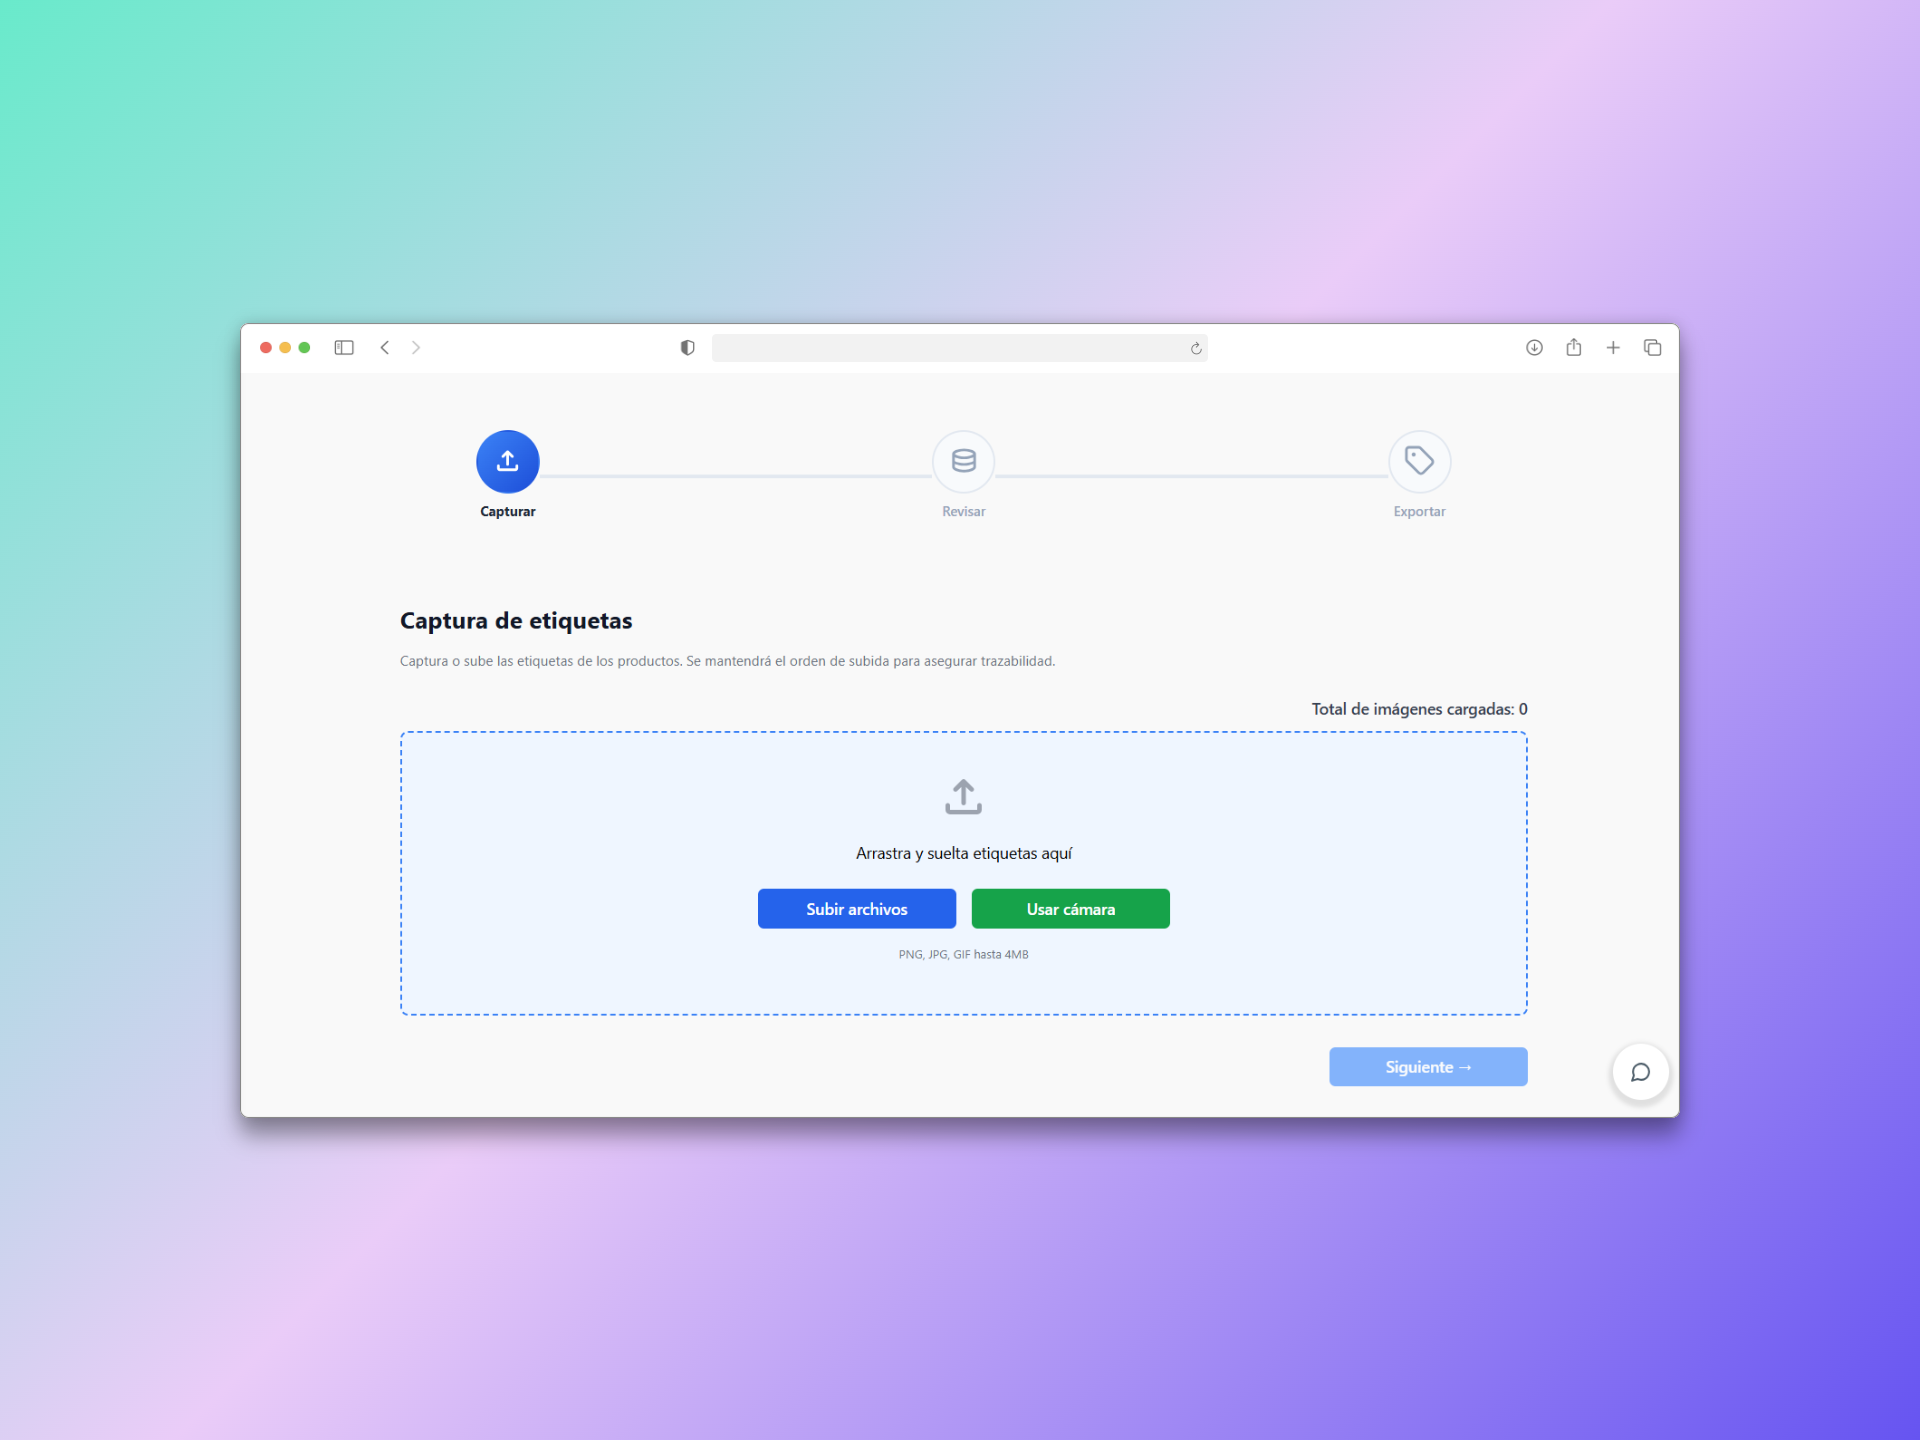 Capturar
Revisar
Exportar
Captura de etiquetas
Captura o sube las etiquetas de los productos. Se mantendrá el orden de subida para asegurar trazabilidad.
Total de imágenes cargadas: 0
Arrastra y suelta etiquetas aquí
Subir archivos
Usar cámara
PNG, JPG, GIF hasta 4MB
Siguiente →